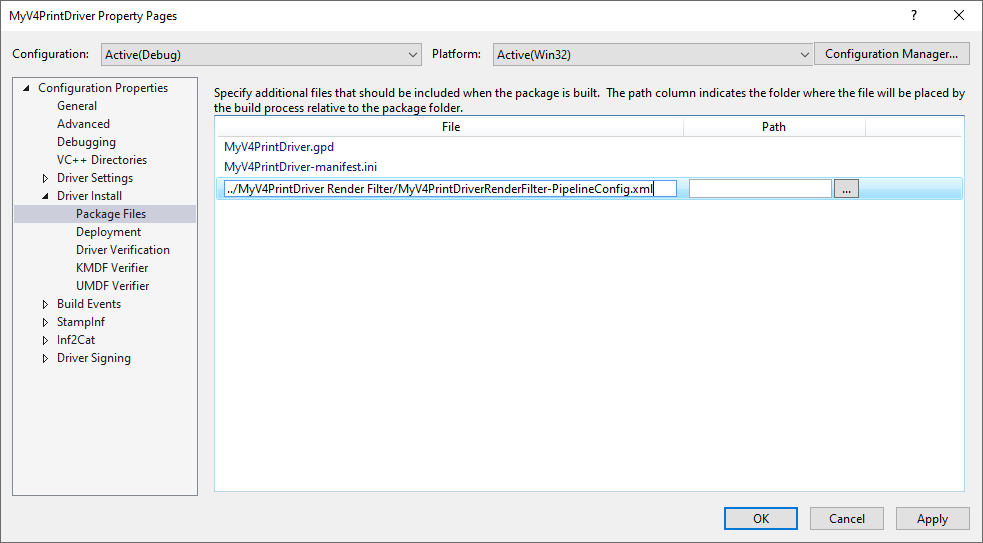 MyV4PrintDriver Property Pages
Configuration: Active(Debug) Platform: Active(Win32) Configuration Manager...
Configuration Properties
General
Advanced
Debugging
VC++ Directories
Driver Settings
Driver Install
Package Files
Deployment
Driver Verification
KMDF Verifier
UMDF Verifier
Build Events
StampInf
Inf2Cat
Driver Signing
Specify additional files that should be included when the package is built. The path column indicates the folder where the file will be placed by
the build process relative to the package folder.
File Path
MyV4PrintDriver.gpd
MyV4PrintDriver-manifest.ini
../MyV4PrintDriver Render Filter/MyV4PrintDriverRenderFilter-PipelineConfig.xml ...
OK Cancel Apply